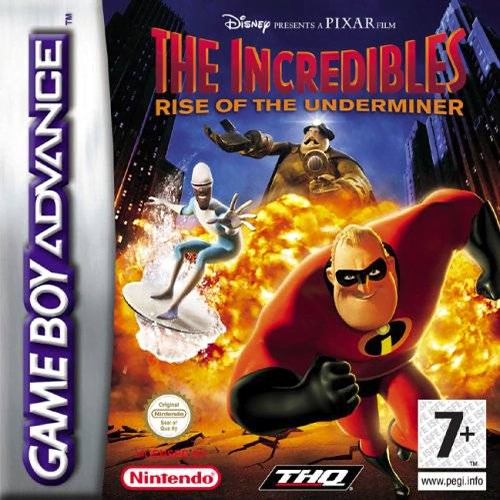 GAME BOY ADVANCE
Disney PRESENTS A PIXAR FILM
THE INCREDIBLES
RISE OF THE UNDERMINER
Original
Nintendo
Seal of
Nintendo
THQ
7+
www.pegi.info